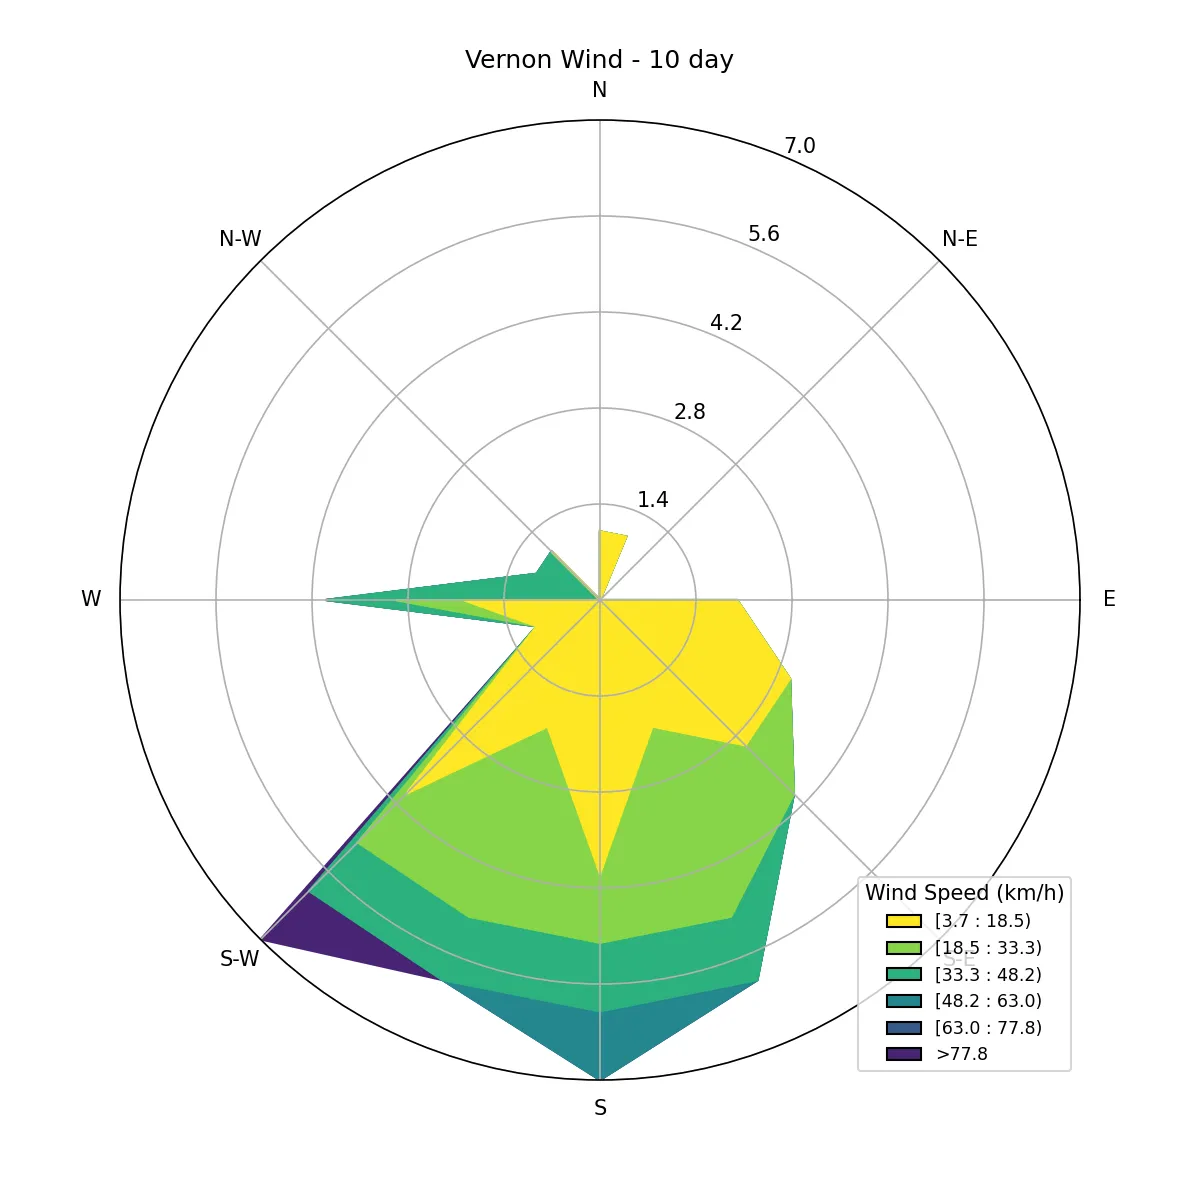 Vernon Wind - 10 day
N
7.0
N-W
5.6
N-E
4.2
2.8
1.4
W
E
Wind Speed (km/h)
[3.7 : 18.5)
[18.5 : 33.3)
S-W
S-E
[33.3 : 48.2)
[48.2 : 63.0)
[63.0 : 77.8)
>77.8
S